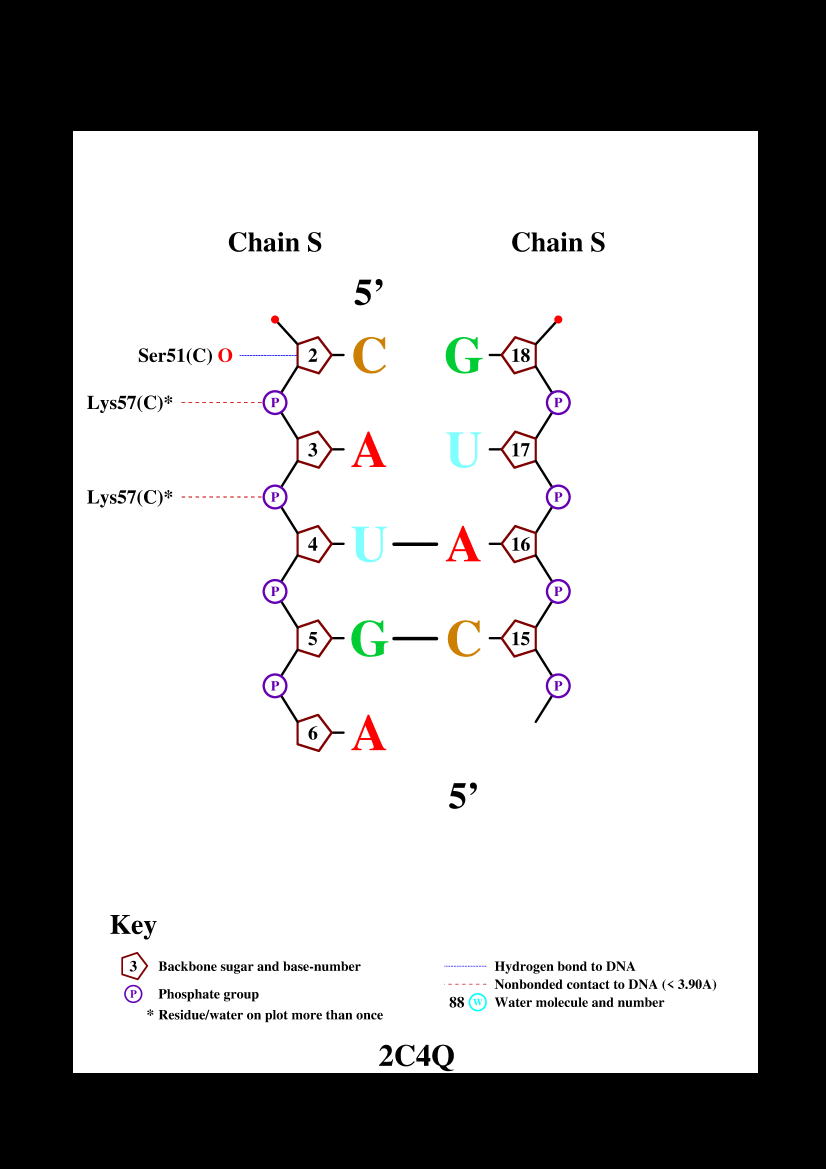 Chain S Chain S
5’
Ser51(C) O 2 C G 18
Lys57(C)* P P
3 A U 17
Lys57(C)* P P
4 U A 16
P P
5 G C 15
P P
6 A
5’
Key
3 Backbone sugar and base-number
P Phosphate group
* Residue/water on plot more than once
Hydrogen bond to DNA
Nonbonded contact to DNA (< 3.90A)
88 W Water molecule and number
2C4Q